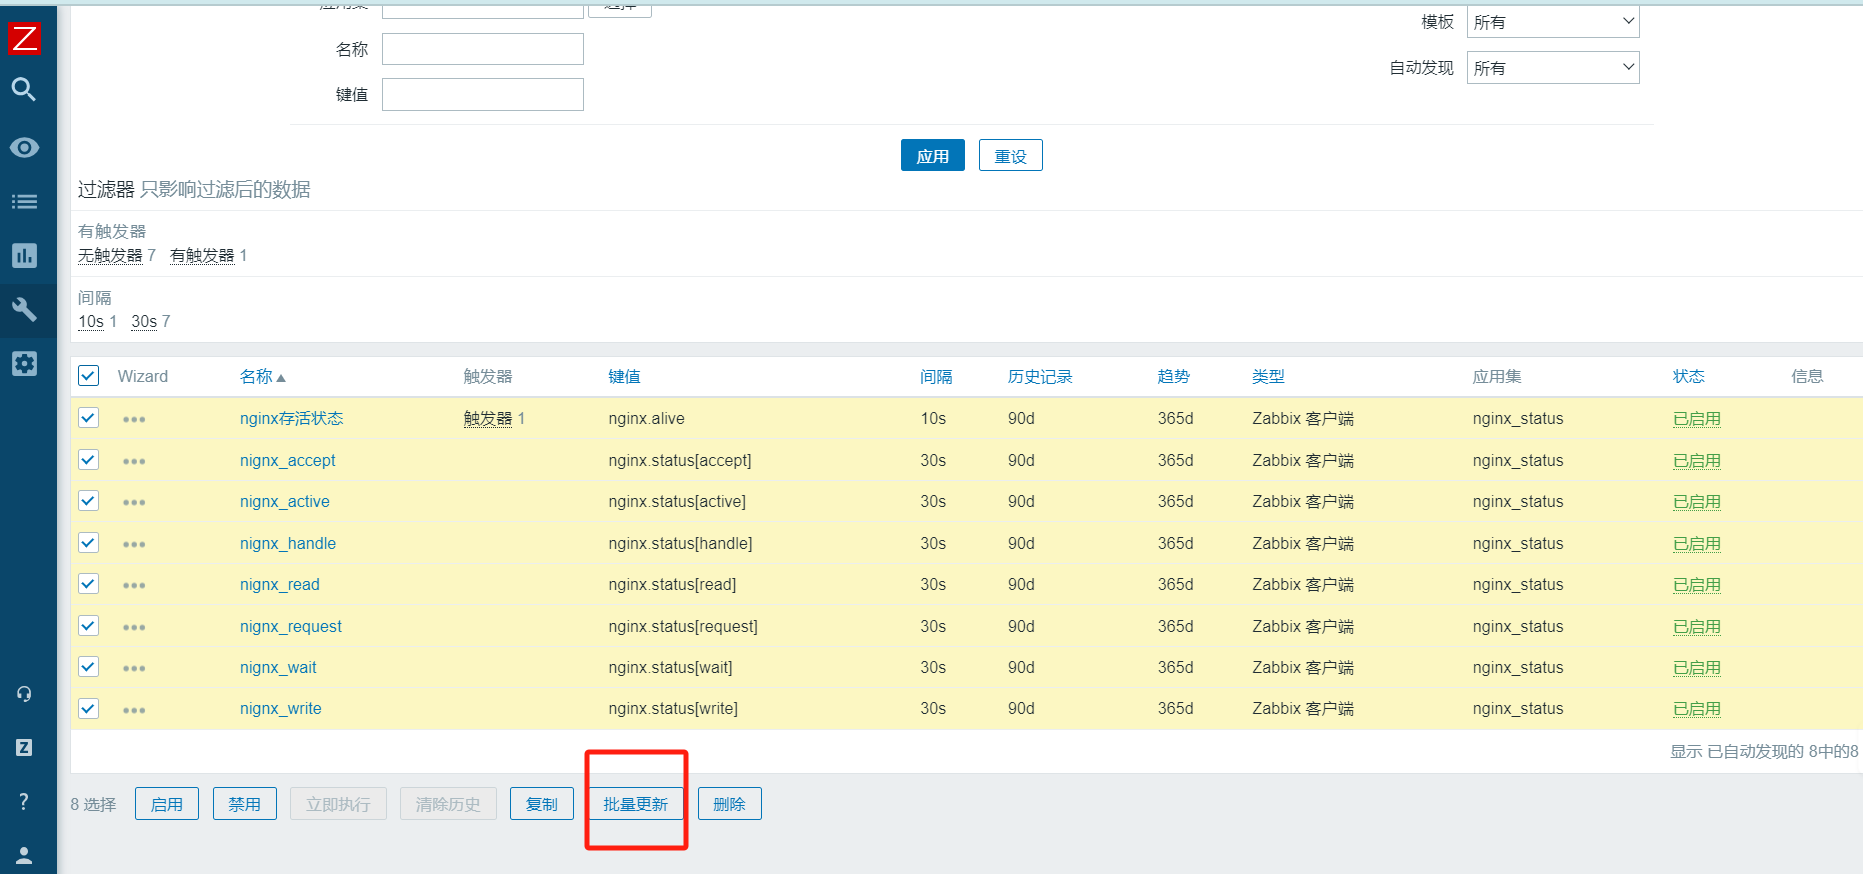 Z
应用集
选择
模板 所有
名称
自动发现 所有
键值
应用 重设
过滤器 只影响过滤后的数据
有触发器
无触发器 7 有触发器 1
间隔
10s 1 30s 7
Wizard 名称 触发器 键值 间隔 历史记录 趋势 类型 应用集 状态 信息
nginx存活状态 触发器 1 nginx.alive 10s 90d 365d Zabbix 客户端 nginx_status 已启用
nignx_accept nginx.status[accept] 30s 90d 365d Zabbix 客户端 nginx_status 已启用
nignx_active nginx.status[active] 30s 90d 365d Zabbix 客户端 nginx_status 已启用
nignx_handle nginx.status[handle] 30s 90d 365d Zabbix 客户端 nginx_status 已启用
nignx_read nginx.status[read] 30s 90d 365d Zabbix 客户端 nginx_status 已启用
nignx_request nginx.status[request] 30s 90d 365d Zabbix 客户端 nginx_status 已启用
nignx_wait nginx.status[wait] 30s 90d 365d Zabbix 客户端 nginx_status 已启用
nignx_write nginx.status[write] 30s 90d 365d Zabbix 客户端 nginx_status 已启用
显示 已自动发现的 8中的8
Z
?
8 选择 启用 禁用 立即执行 清除历史 复制 批量更新 删除